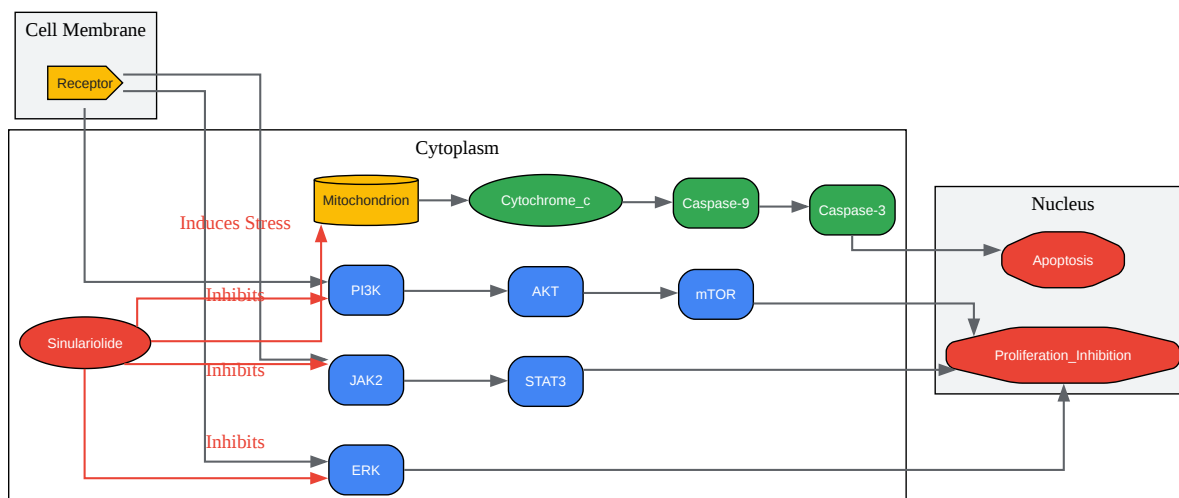 Cell Membrane
Receptor
Cytoplasm
Mitochondrion
Cytochrome_c
Caspase-9
Caspase-3
Nucleus
Induces Stress
Apoptosis
PI3K
AKT
mTOR
Inhibits
Sinulariolide
Proliferation_Inhibition
Inhibits
JAK2
STAT3
Inhibits
ERK